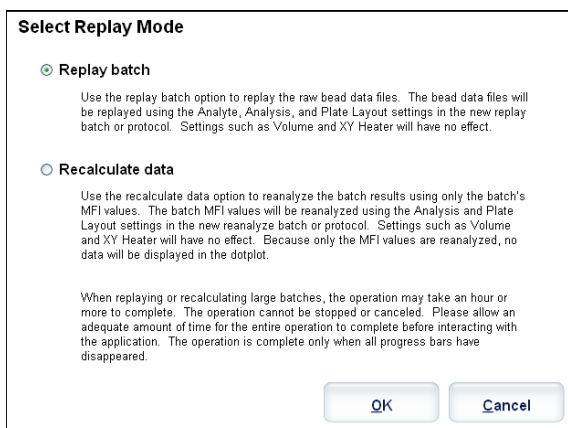 Select Replay Mode
Replay batch
Use the replay batch option to replay the raw bead data files. The bead data files will
be replayed using the Analyte, Analysis, and Plate Layout settings in the new replay
batch or protocol. Settings such as Volume and XY Heater will have no effect.
Recalculate data
Use the recalculate data option to reanalyze the batch results using only the batch's
MFI values. The batch MFI values will be reanalyzed using the Analysis and Plate
Layout settings in the new reanalyze batch or protocol. Settings such as Volume
and XY Heater will have no effect. Because only the MFI values are reanalyzed, no
data will be displayed in the dotplot.
When replaying or recalculating large batches, the operation may take an hour or
more to complete. The operation cannot be stopped or canceled. Please allow an
adequate amount of time for the entire operation to complete before interacting with
the application. The operation is complete only when all progress bars have
disappeared.
OK Cancel